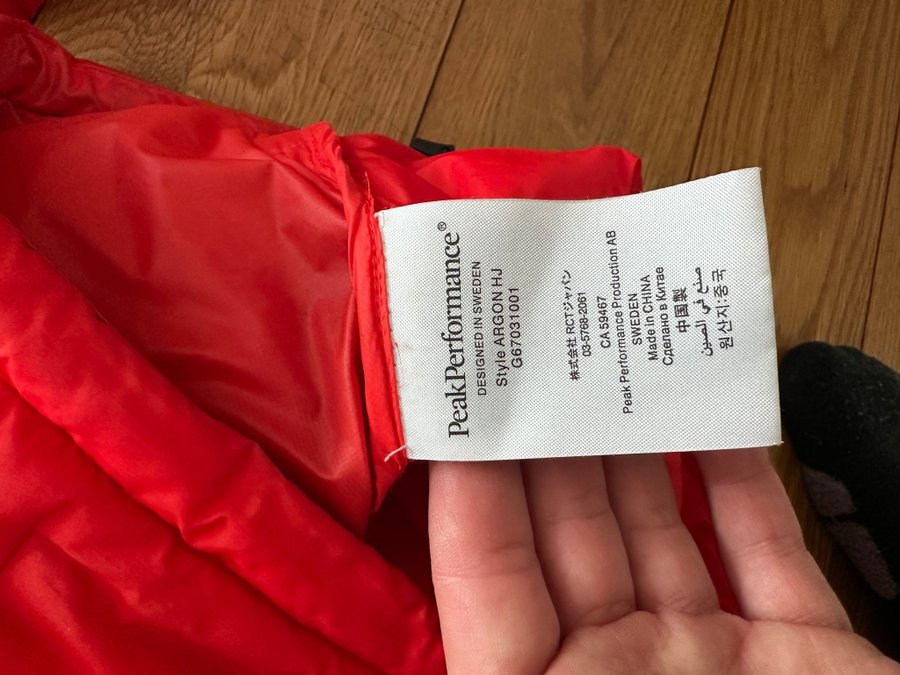 PeakPerformance®
DESIGNED IN SWEDEN
Style ARGON HJ
G67031001
株式会社 RCTジャパン
03-5768-2061
CA 59467
Peak Performance Production AB
SWEDEN
Made in CHINA
Сделано в Китае
中国製
صنع في الصين
원산지:중국